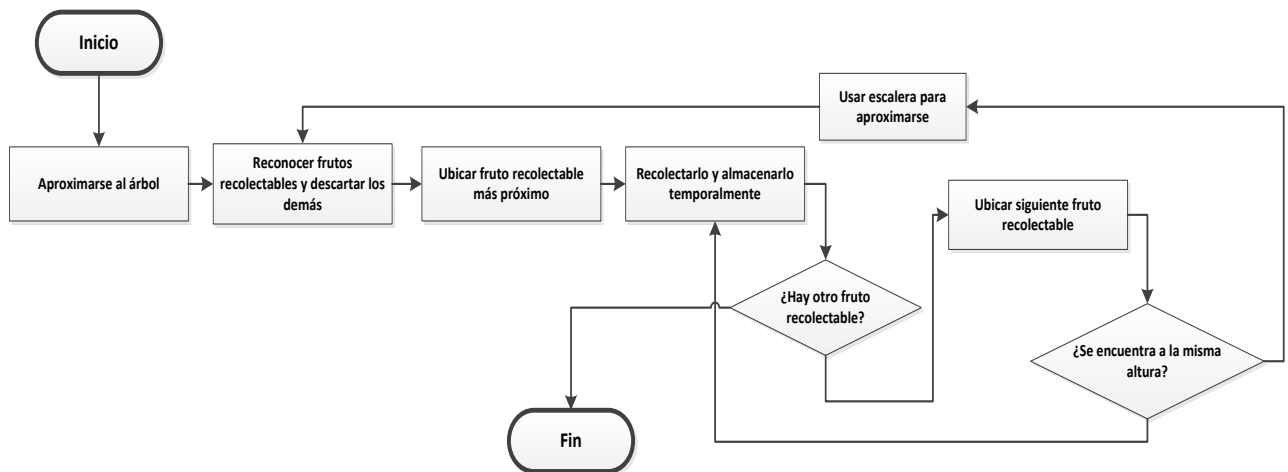 Inicio
Usar escalera para
aproximarse
Aproximarse al árbol
Reconocer frutos
recolectables y descartar los
demás
Ubicar fruto recolectable
más próximo
Recolectarlo y almacenarlo
temporalmente
Ubicar siguiente fruto
recolectable
¿Hay otro fruto
recolectable?
¿Se encuentra a la misma
altura?
Fin